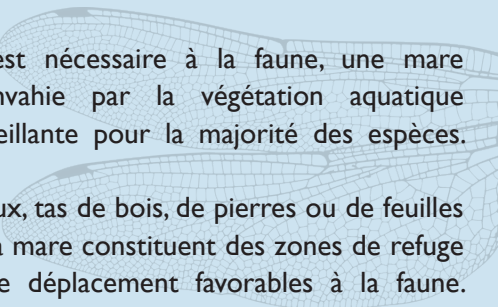 est nécessaire à la faune, une mare
nvahie par la végétation aquatique
eillante pour la majorité des espèces.
ux, tas de bois, de pierres ou de feuilles
a mare constituent des zones de refuge
e déplacement favorables à la faune.